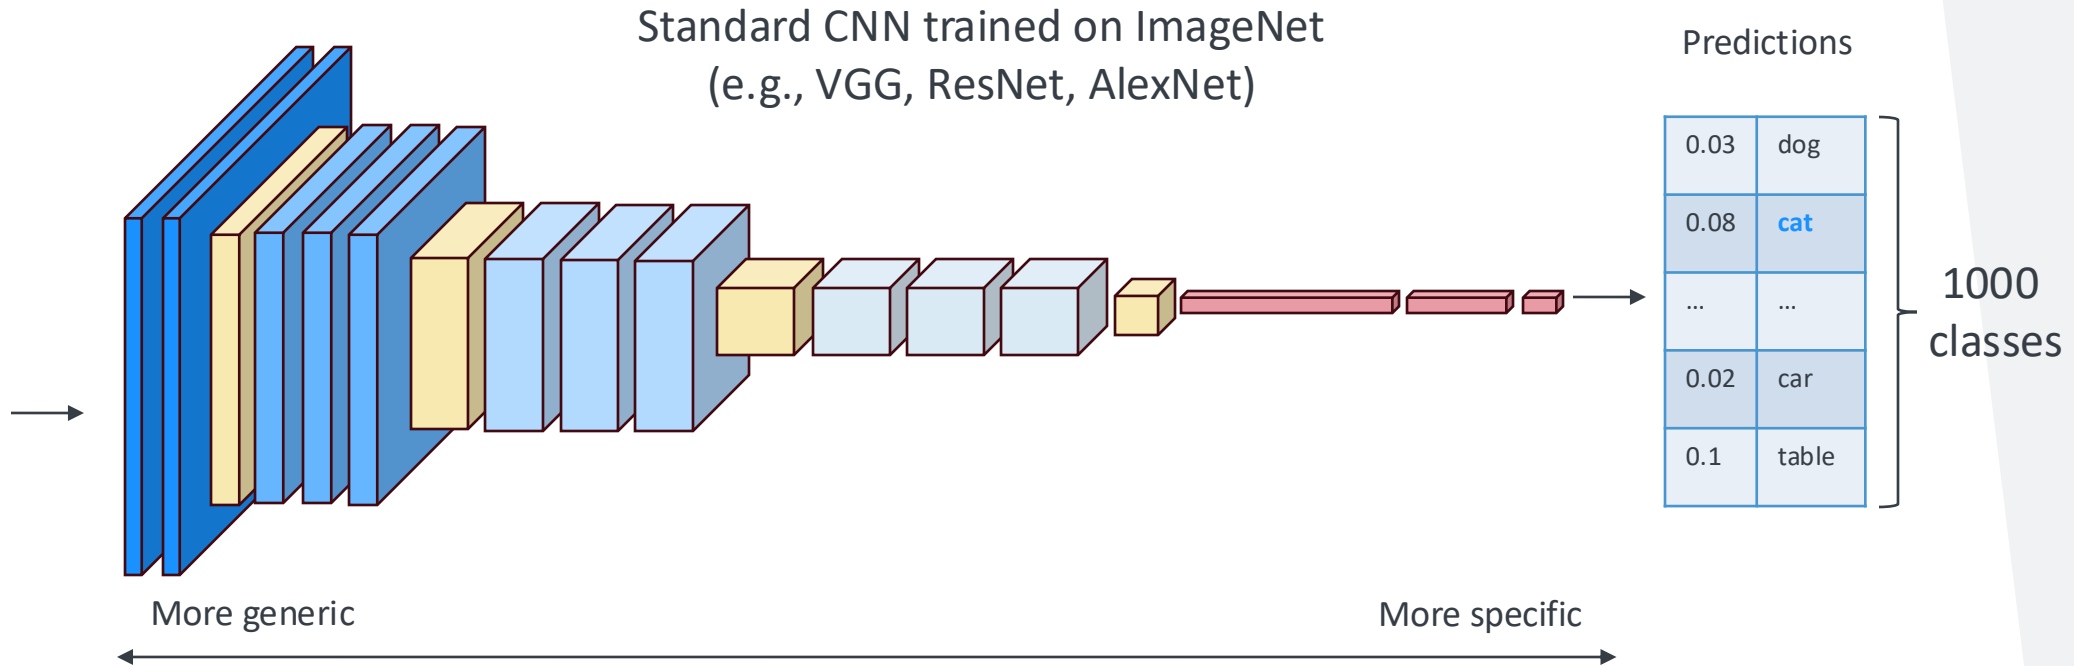 Standard CNN trained on ImageNet
(e.g., VGG, ResNet, AlexNet)
Predictions
0.03 dog
0.08 cat
... ...
0.02 car
0.1 table
1000
classes
More generic
More specific